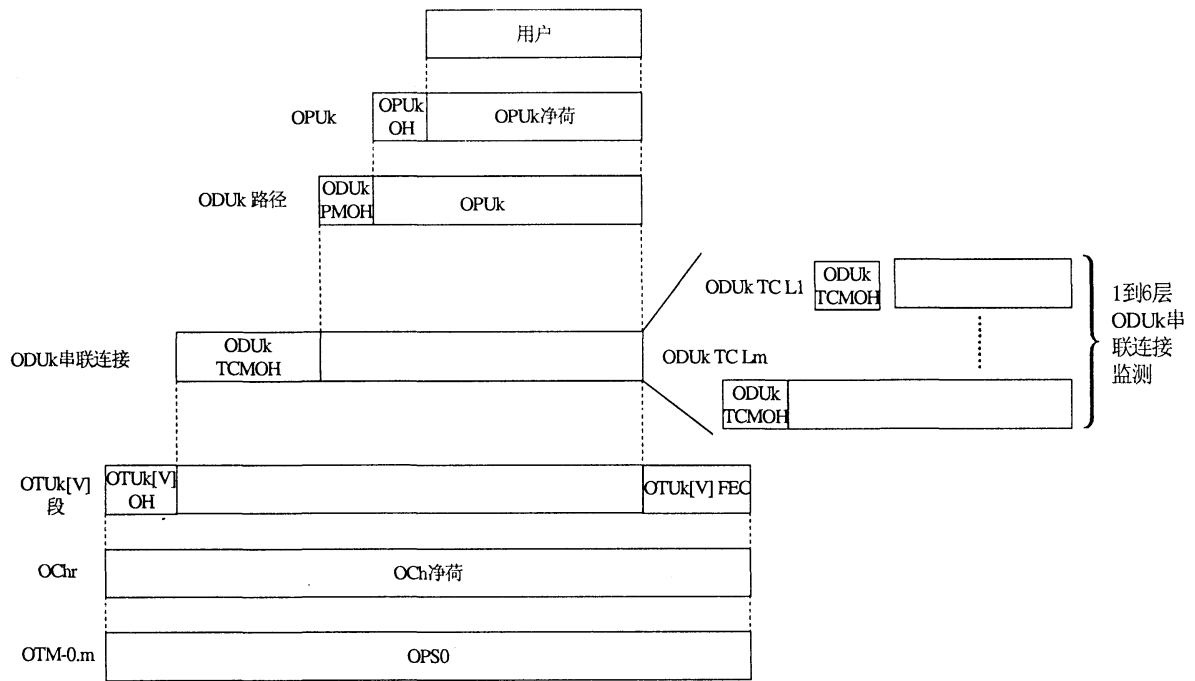 用户
OPUk
OPUk
OH
OPUk净荷
ODUk 路径
ODUk
PMOH
OPUk
ODUk TC L1
ODUk
TCMOH
1到6层
ODUk串
联连接
监测
ODUk串联连接
ODUk
TCMOH
ODUk TC Lm
ODUk
TCMOH
OTUk[V]
段
OTUk[V]
OH
OTUk[V] FEC
OChr
OCh净荷
OTM-0.m
OPS0